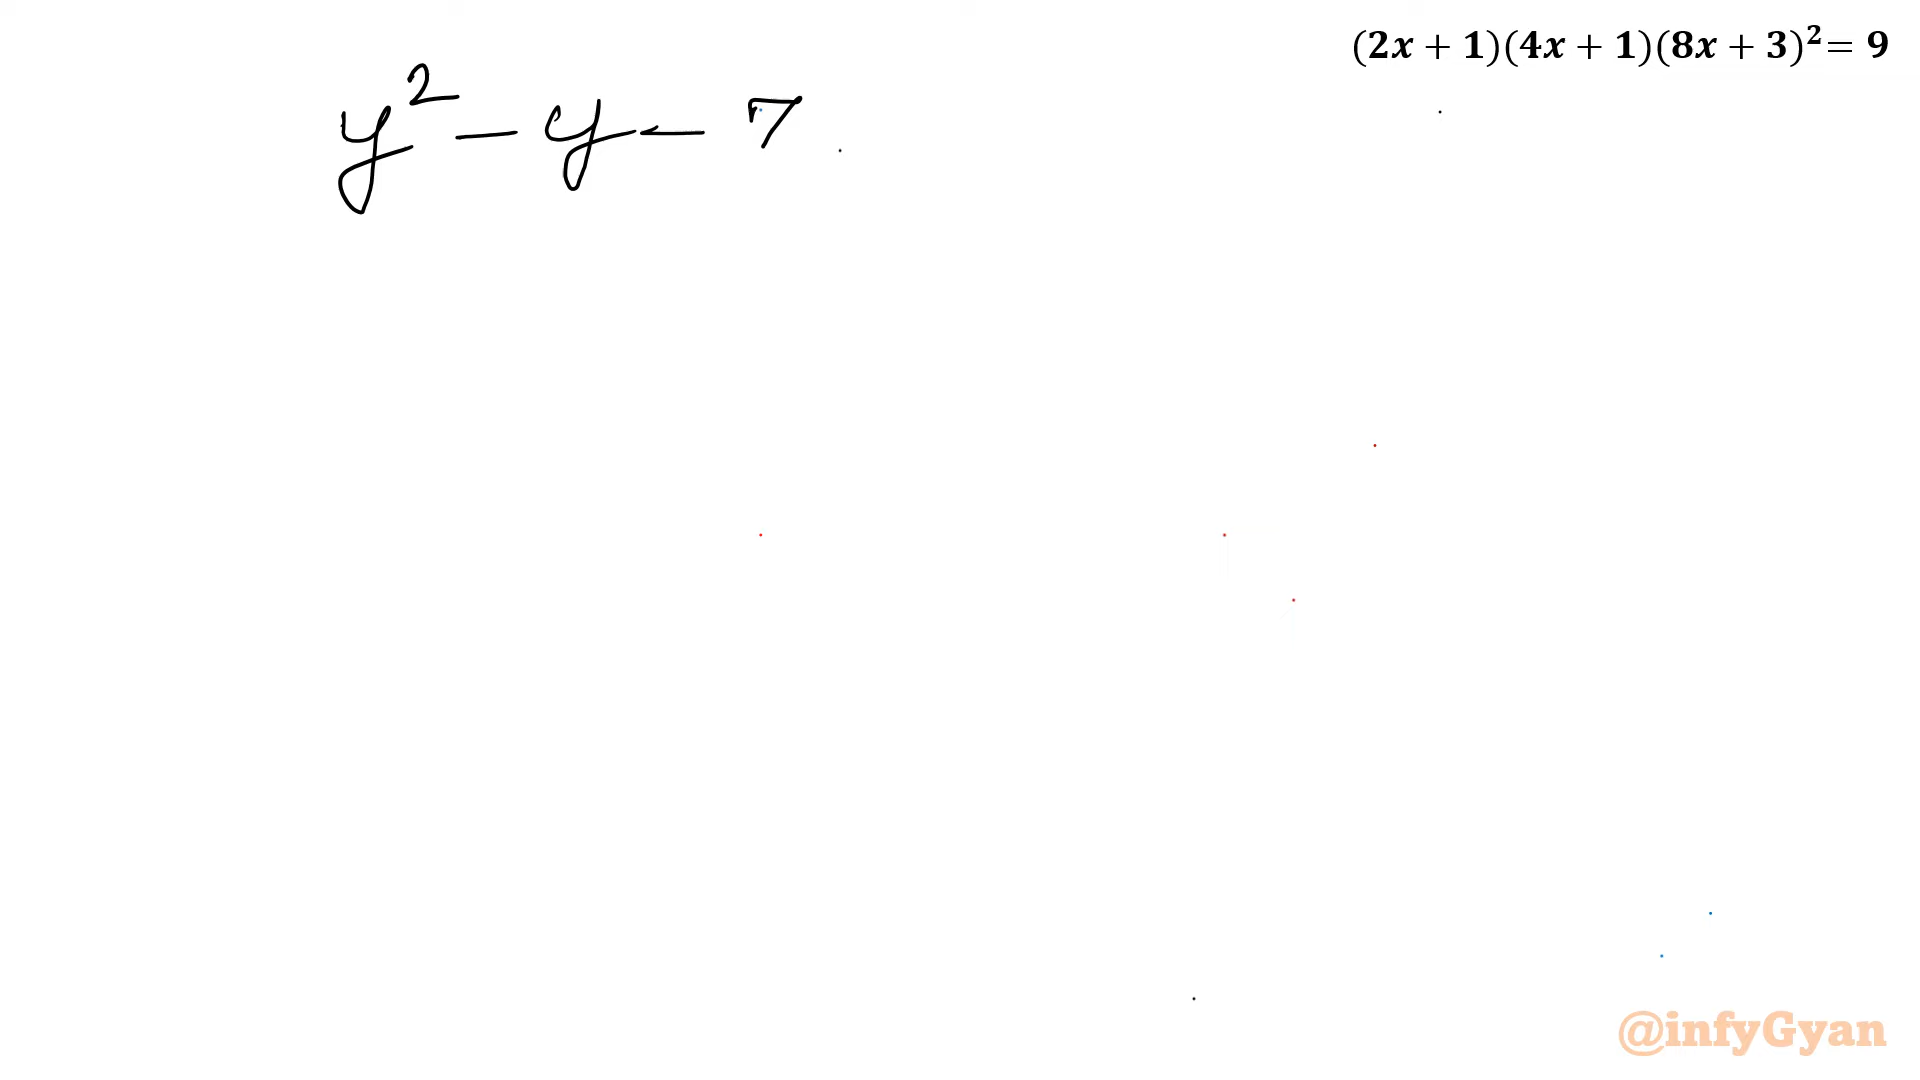 (2x + 1)(4x + 1)(8x + 3)²= 9
y² - y - 7
@infyGyan